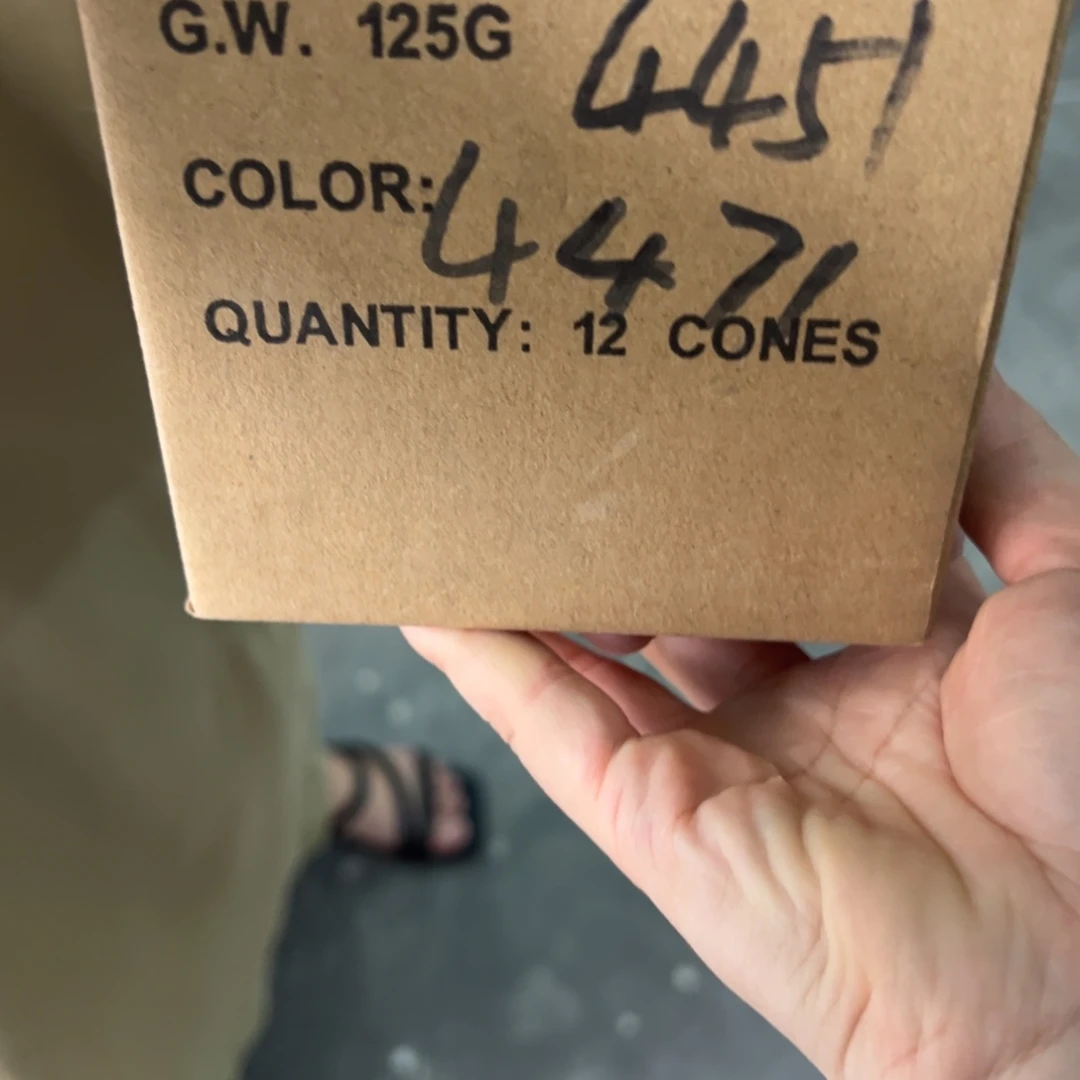 G.W. 125G 4451
COLOR: 4471
QUANTITY: 12 CONES